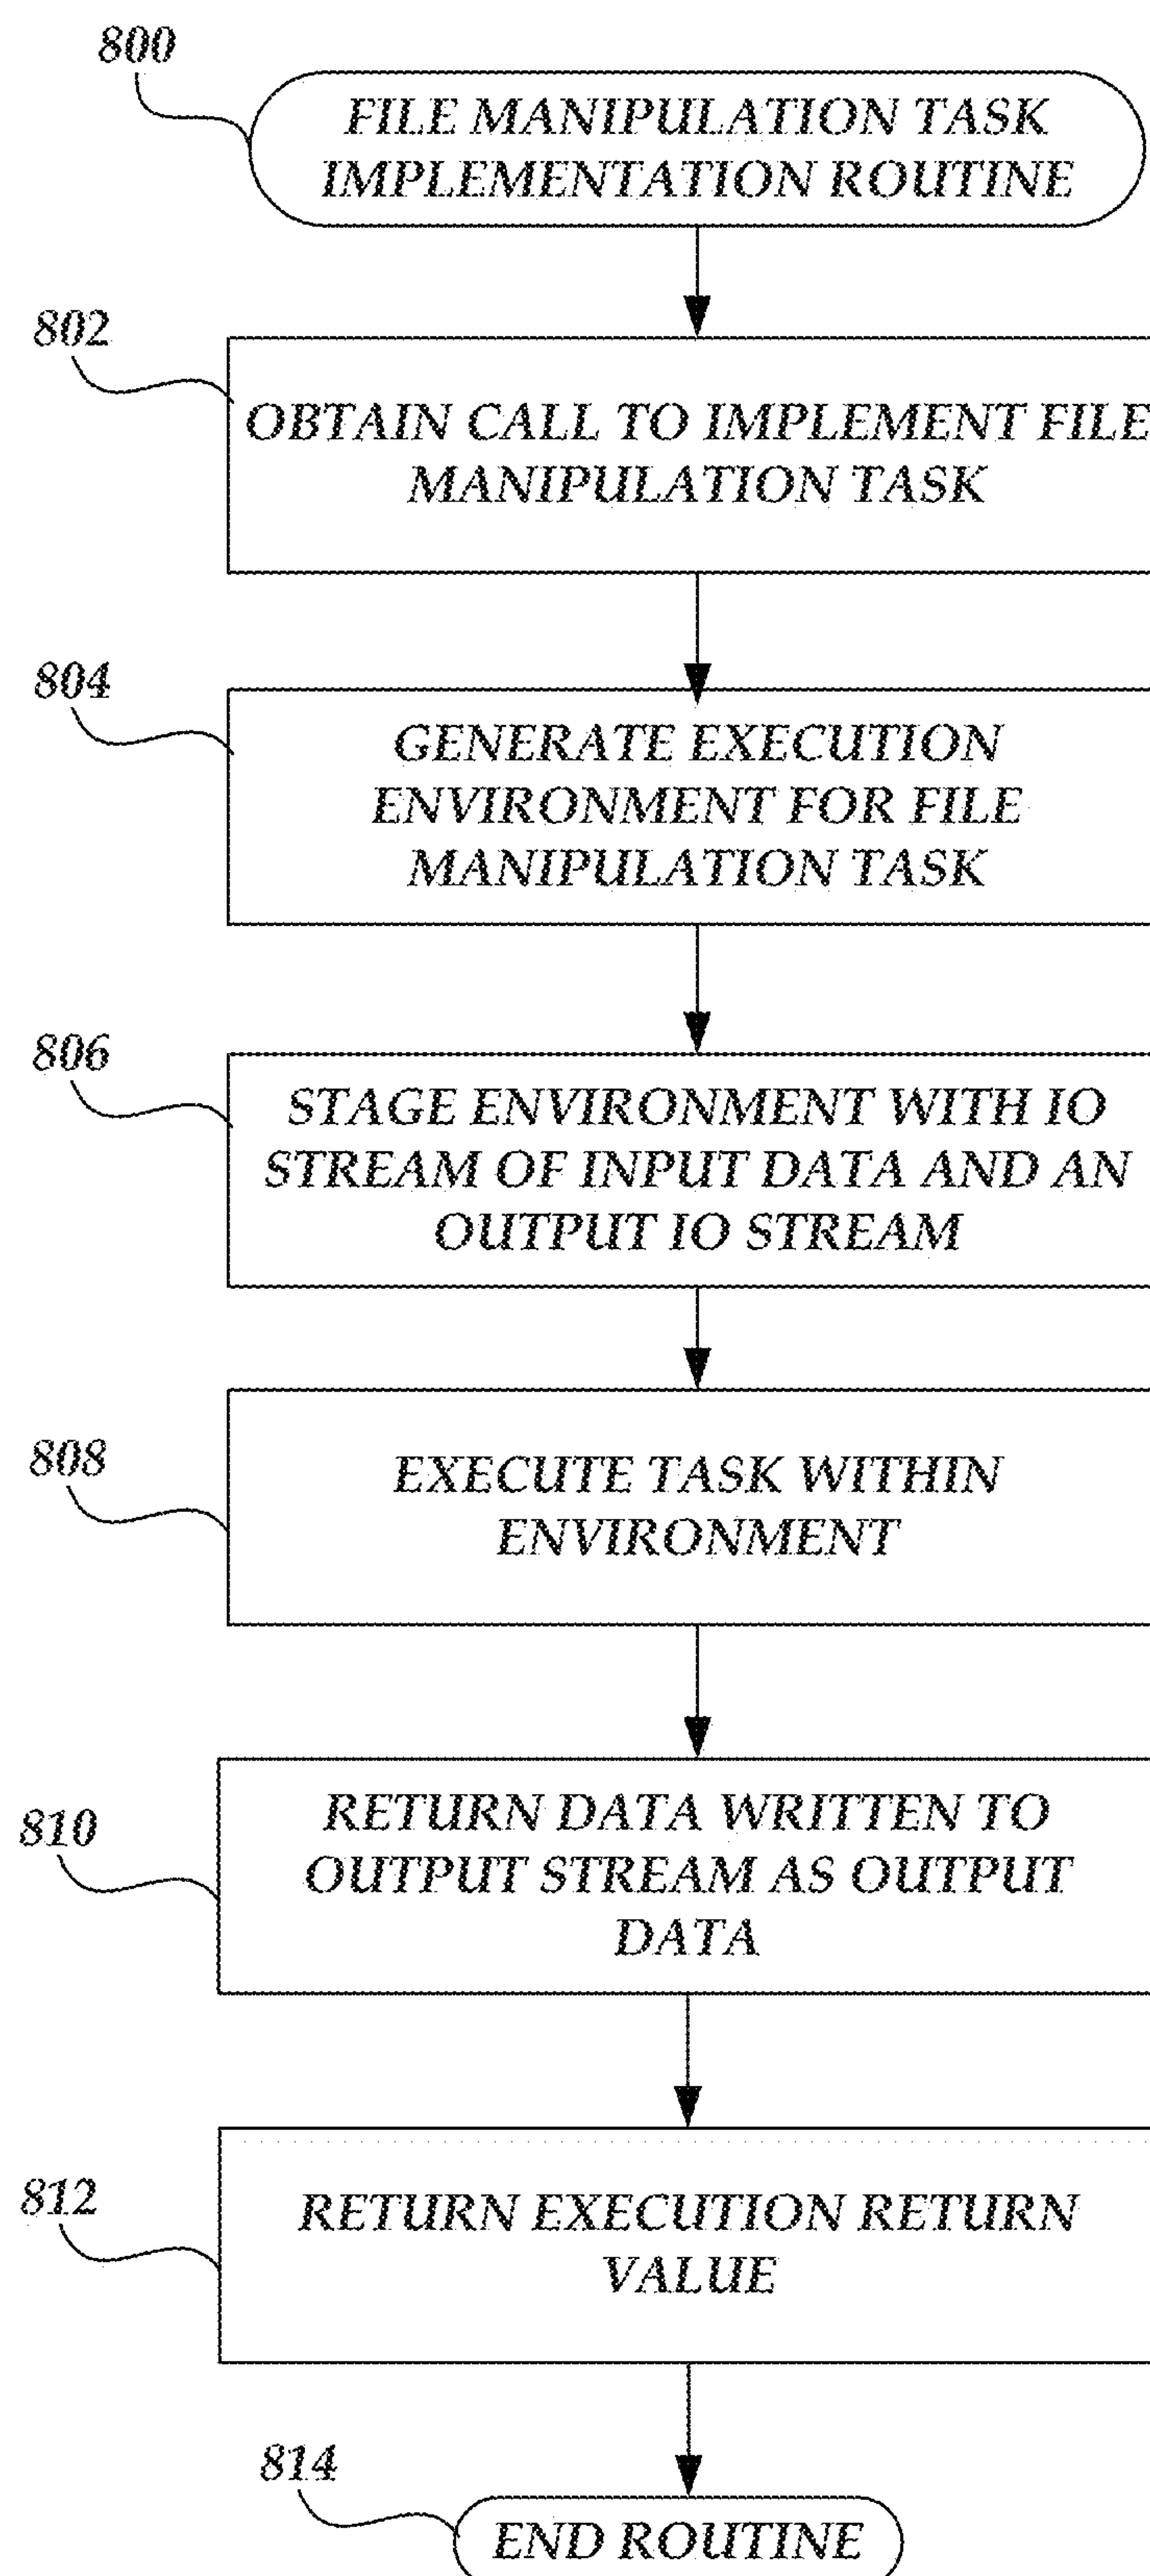 800
FILE MANIPULATION TASK
IMPLEMENTATION ROUTINE
802
OBTAIN CALL TO IMPLEMENT FILE
MANIPULATION TASK
804
GENERATE EXECUTION
ENVIRONMENT FOR FILE
MANIPULATION TASK
806
STAGE ENVIRONMENT WITH IO
STREAM OF INPUT DATA AND AN
OUTPUT IO STREAM
808
EXECUTE TASK WITHIN
ENVIRONMENT
810
RETURN DATA WRITTEN TO
OUTPUT STREAM AS OUTPUT
DATA
812
RETURN EXECUTION RETURN
VALUE
814
END ROUTINE